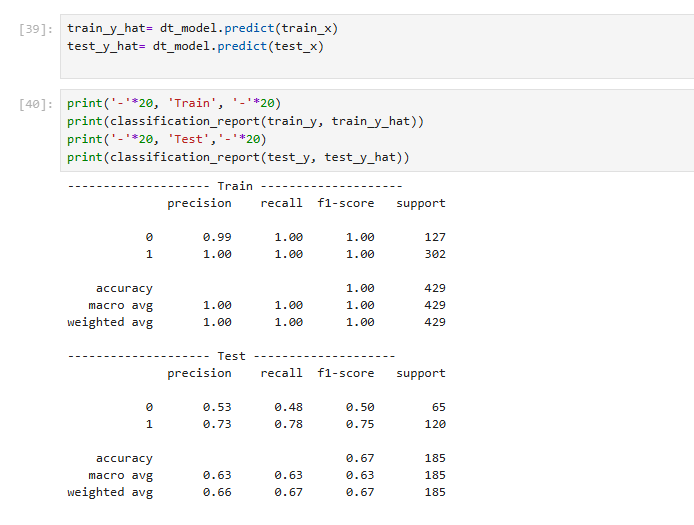 [39]: train_y_hat= dt_model.predict(train_x)
test_y_hat= dt_model.predict(test_x)
[40]: print('-'*20, 'Train', '-'*20)
print(classification_report(train_y, train_y_hat))
print('-'*20, 'Test','-'*20)
print(classification_report(test_y, test_y_hat))
-------------------- Train --------------------
precision recall f1-score support
0 0.99 1.00 1.00 127
1 1.00 1.00 1.00 302
accuracy 1.00 429
macro avg 1.00 1.00 1.00 429
weighted avg 1.00 1.00 1.00 429
-------------------- Test --------------------
precision recall f1-score support
0 0.53 0.48 0.50 65
1 0.73 0.78 0.75 120
accuracy 0.67 185
macro avg 0.63 0.63 0.63 185
weighted avg 0.66 0.67 0.67 185